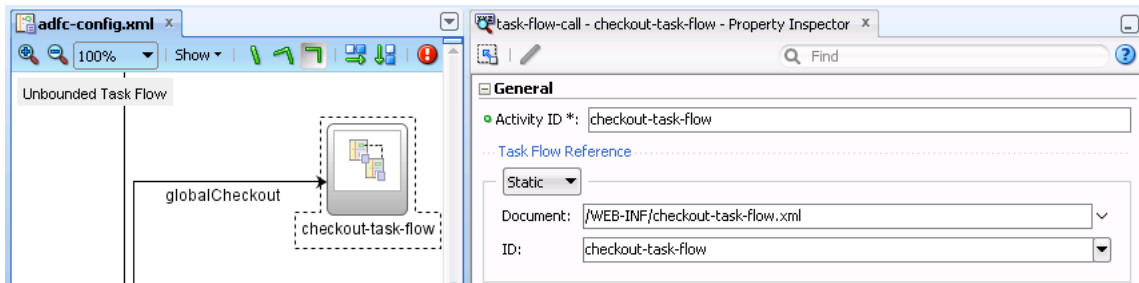 adfc-config.xml
100%
Show
Unbounded Task Flow
globalCheckout
checkout-task-flow
task-flow-call - checkout-task-flow - Property Inspector
Find
General
Activity ID *: checkout-task-flow
Task Flow Reference
Static
Document: /WEB-INF/checkout-task-flow.xml
ID: checkout-task-flow